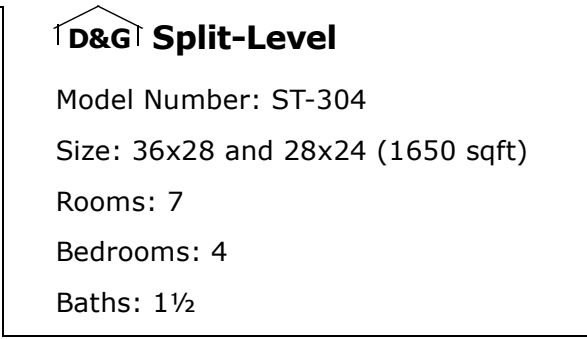 D&G Split-Level
Model Number: ST-304
Size: 36x28 and 28x24 (1650 sqft)
Rooms: 7
Bedrooms: 4
Baths: 1½